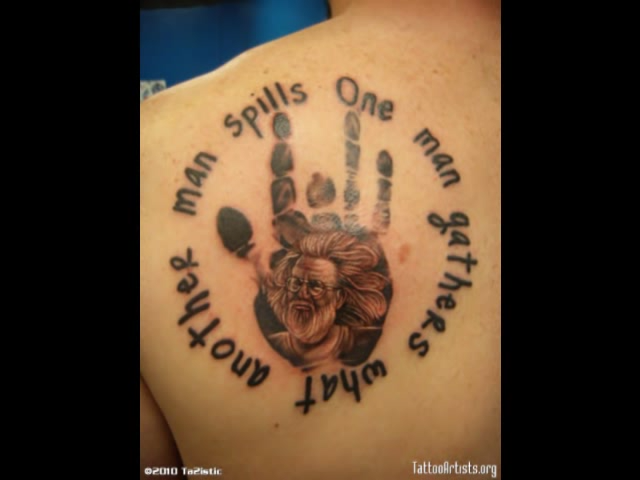 One man gathers what another man spills
©2010 Ta2istic
TattooArtists.org